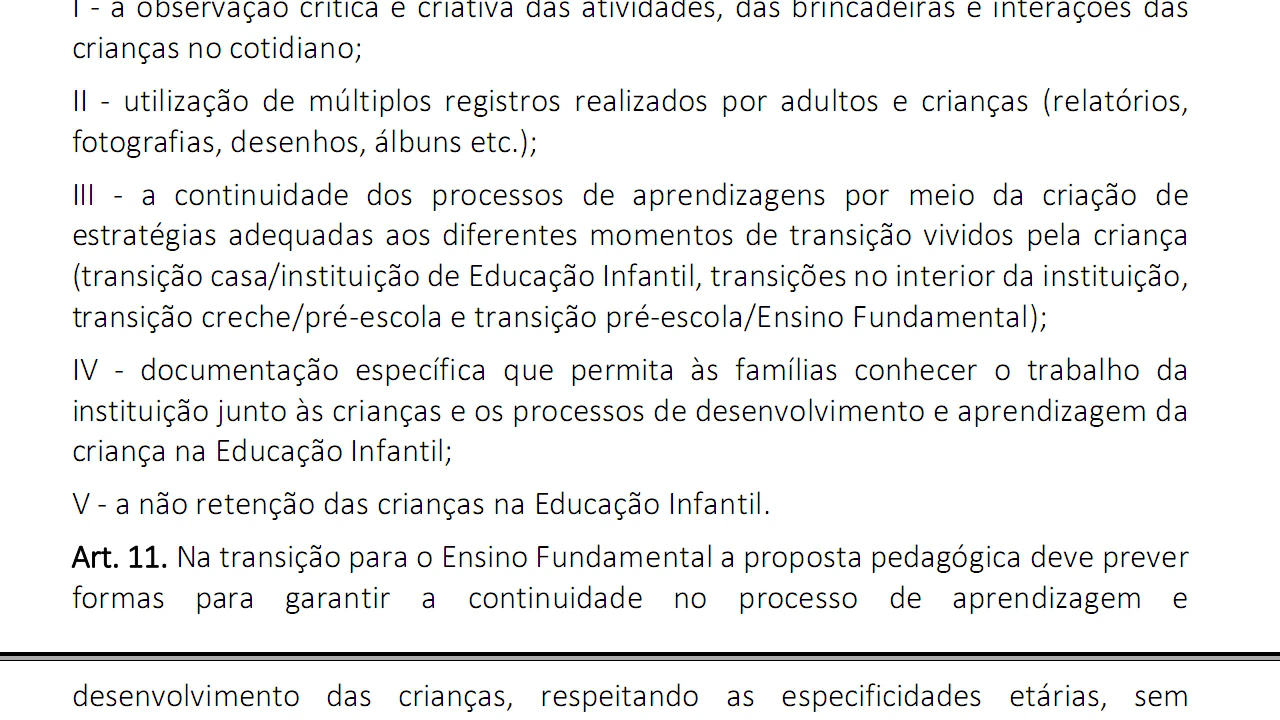 I - a observação crítica e criativa das atividades, das brincadeiras e interações das
crianças no cotidiano;
II - utilização de múltiplos registros realizados por adultos e crianças (relatórios,
fotografias, desenhos, álbuns etc.);
III - a continuidade dos processos de aprendizagens por meio da criação de
estratégias adequadas aos diferentes momentos de transição vividos pela criança
(transição casa/instituição de Educação Infantil, transições no interior da instituição,
transição creche/pré-escola e transição pré-escola/Ensino Fundamental);
IV - documentação específica que permita às famílias conhecer o trabalho da
instituição junto às crianças e os processos de desenvolvimento e aprendizagem da
criança na Educação Infantil;
V - a não retenção das crianças na Educação Infantil.
Art. 11. Na transição para o Ensino Fundamental a proposta pedagógica deve prever
formas para garantir a continuidade no processo de aprendizagem e
desenvolvimento das crianças, respeitando as especificidades etárias, sem